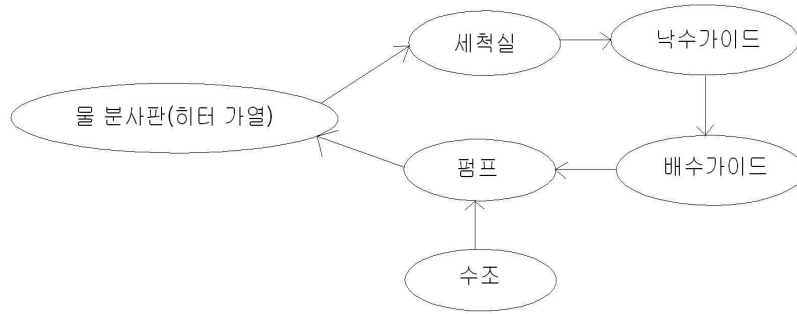 세척실
낙수가이드
물 분사판(히터 가열)
펌프
배수가이드
수조